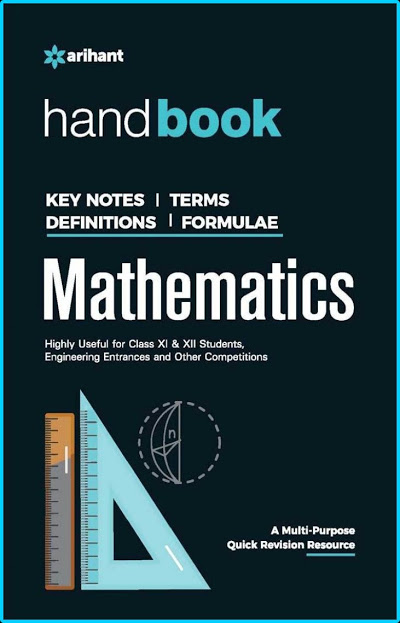 arihant
handbook
KEY NOTES | TERMS
DEFINITIONS | FORMULAE
Mathematics
Highly Useful for Class XI & XII Students,
Engineering Entrances and Other Competitions
n
A Multi-Purpose
Quick Revision Resource